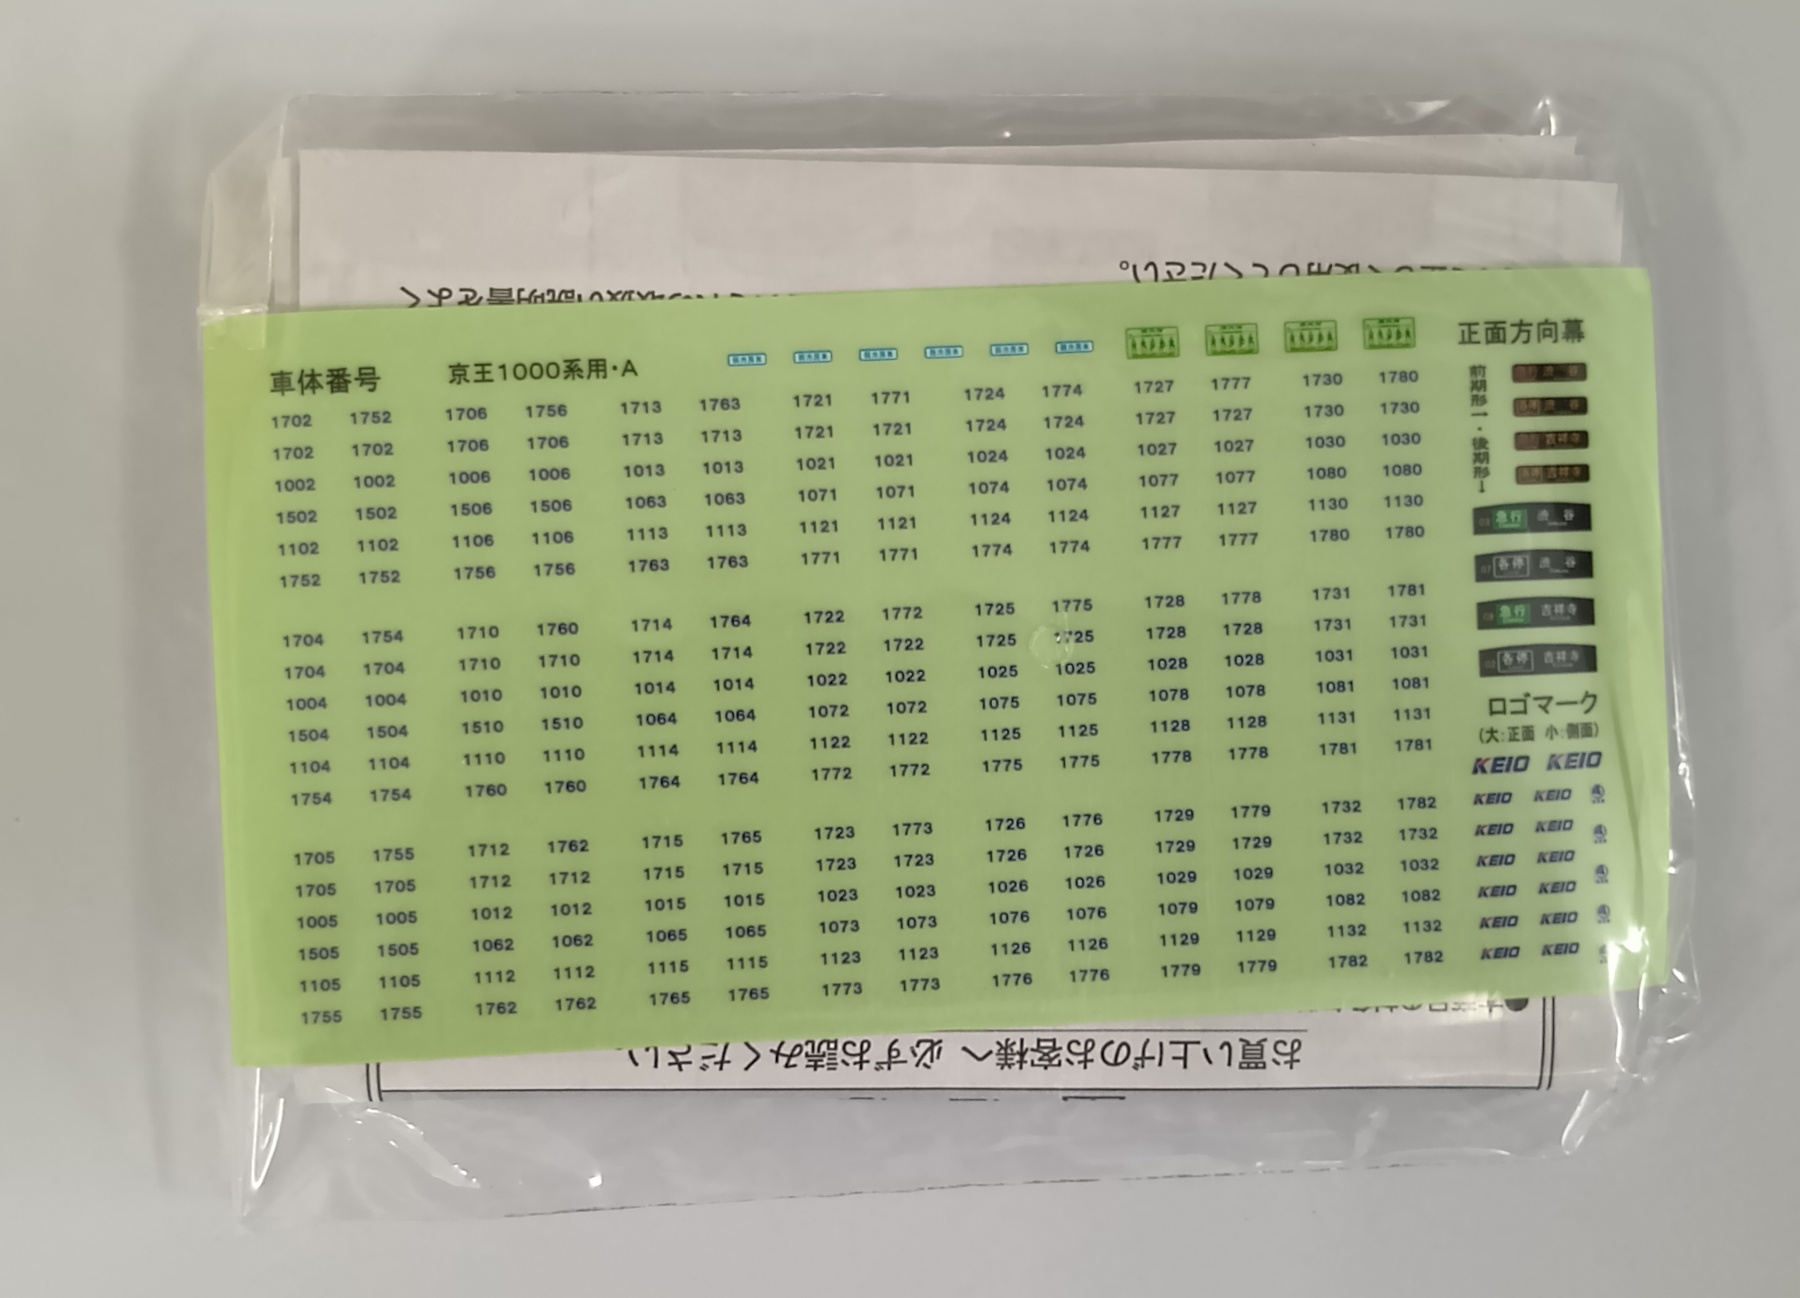 車体番号 京王1000系用・A 正面方向幕
1702 1752 1706 1756 1713 1763 1721 1771 1724 1774 1727 1777 1730 1780
1702 1702 1706 1706 1713 1713 1721 1721 1724 1724 1727 1727 1730 1730
1002 1002 1006 1006 1013 1013 1021 1021 1024 1024 1027 1027 1030 1030
1502 1502 1506 1506 1063 1063 1071 1071 1074 1074 1077 1077 1080 1080
1102 1102 1106 1106 1113 1113 1121 1121 1124 1124 1127 1127 1130 1130
1752 1752 1756 1756 1763 1763 1771 1771 1774 1774 1777 1777 1780 1780
1704 1754 1710 1760 1714 1764 1722 1772 1725 1775 1728 1778 1731 1781
1704 1704 1710 1710 1714 1714 1722 1722 1725 1725 1728 1728 1731 1731
1004 1004 1010 1010 1014 1014 1022 1022 1025 1025 1028 1028 1031 1031
1504 1504 1510 1510 1064 1064 1072 1072 1075 1075 1078 1078 1081 1081
1104 1104 1110 1110 1114 1114 1122 1122 1125 1125 1128 1128 1131 1131
1754 1754 1760 1760 1764 1764 1772 1772 1775 1775 1778 1778 1781 1781
1705 1755 1712 1762 1715 1765 1723 1773 1726 1776 1729 1779 1732 1782
1705 1705 1712 1712 1715 1715 1723 1723 1726 1726 1729 1729 1732 1732
1005 1005 1012 1012 1015 1015 1023 1023 1026 1026 1029 1029 1032 1032
1505 1505 1062 1062 1065 1065 1073 1073 1076 1076 1079 1079 1082 1082
1105 1105 1112 1112 1115 1115 1123 1123 1126 1126 1129 1129 1132 1132
1755 1755 1762 1762 1765 1765 1773 1773 1776 1776 1779 1779 1782 1782
前期形↑・後期形↓
渋谷
渋谷
吉祥寺
吉祥寺
急行 渋谷
各停 渋谷
急行 吉祥寺
各停 吉祥寺
ロゴマーク
(大:正面 小:側面)
KEIO KEIO
KEIO KEIO
KEIO KEIO
KEIO KEIO
KEIO KEIO
KEIO KEIO
KEIO KEIO
お買い上げのお客様へ 必ずお読みください。